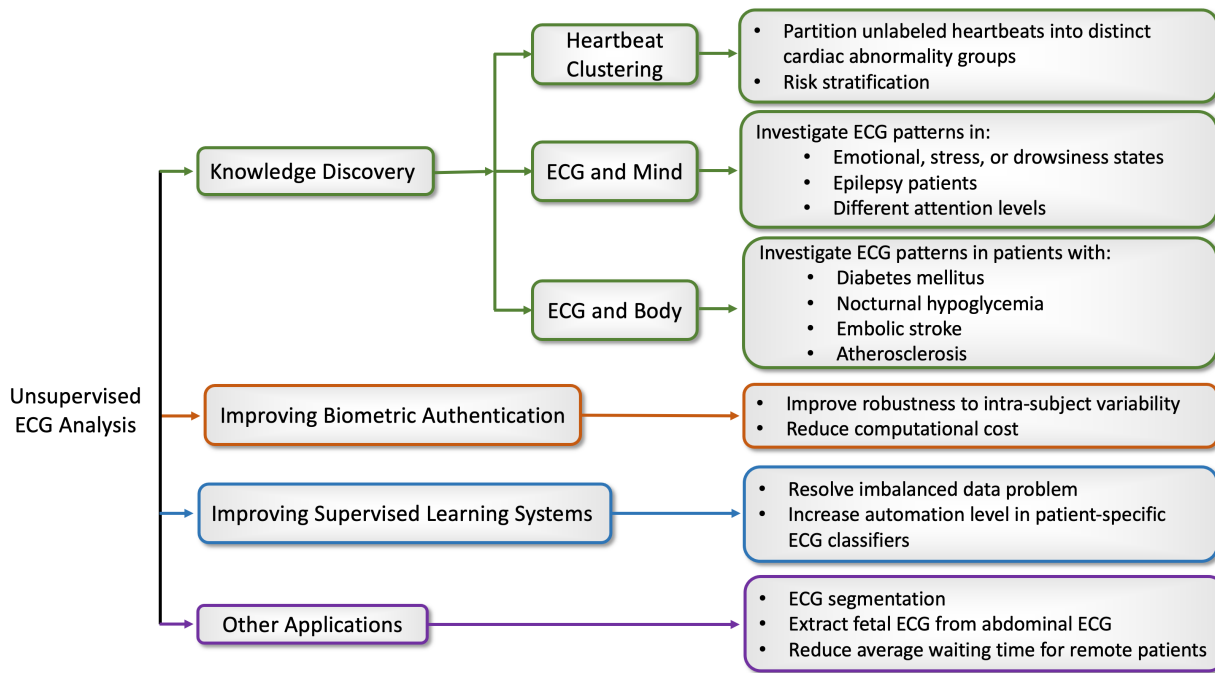 Unsupervised
ECG Analysis
Knowledge Discovery
Heartbeat
Clustering
• Partition unlabeled heartbeats into distinct
cardiac abnormality groups
• Risk stratification
ECG and Mind
Investigate ECG patterns in:
• Emotional, stress, or drowsiness states
• Epilepsy patients
• Different attention levels
ECG and Body
Investigate ECG patterns in patients with:
• Diabetes mellitus
• Nocturnal hypoglycemia
• Embolic stroke
• Atherosclerosis
Improving Biometric Authentication
• Improve robustness to intra-subject variability
• Reduce computational cost
Improving Supervised Learning Systems
• Resolve imbalanced data problem
• Increase automation level in patient-specific
ECG classifiers
Other Applications
• ECG segmentation
• Extract fetal ECG from abdominal ECG
• Reduce average waiting time for remote patients